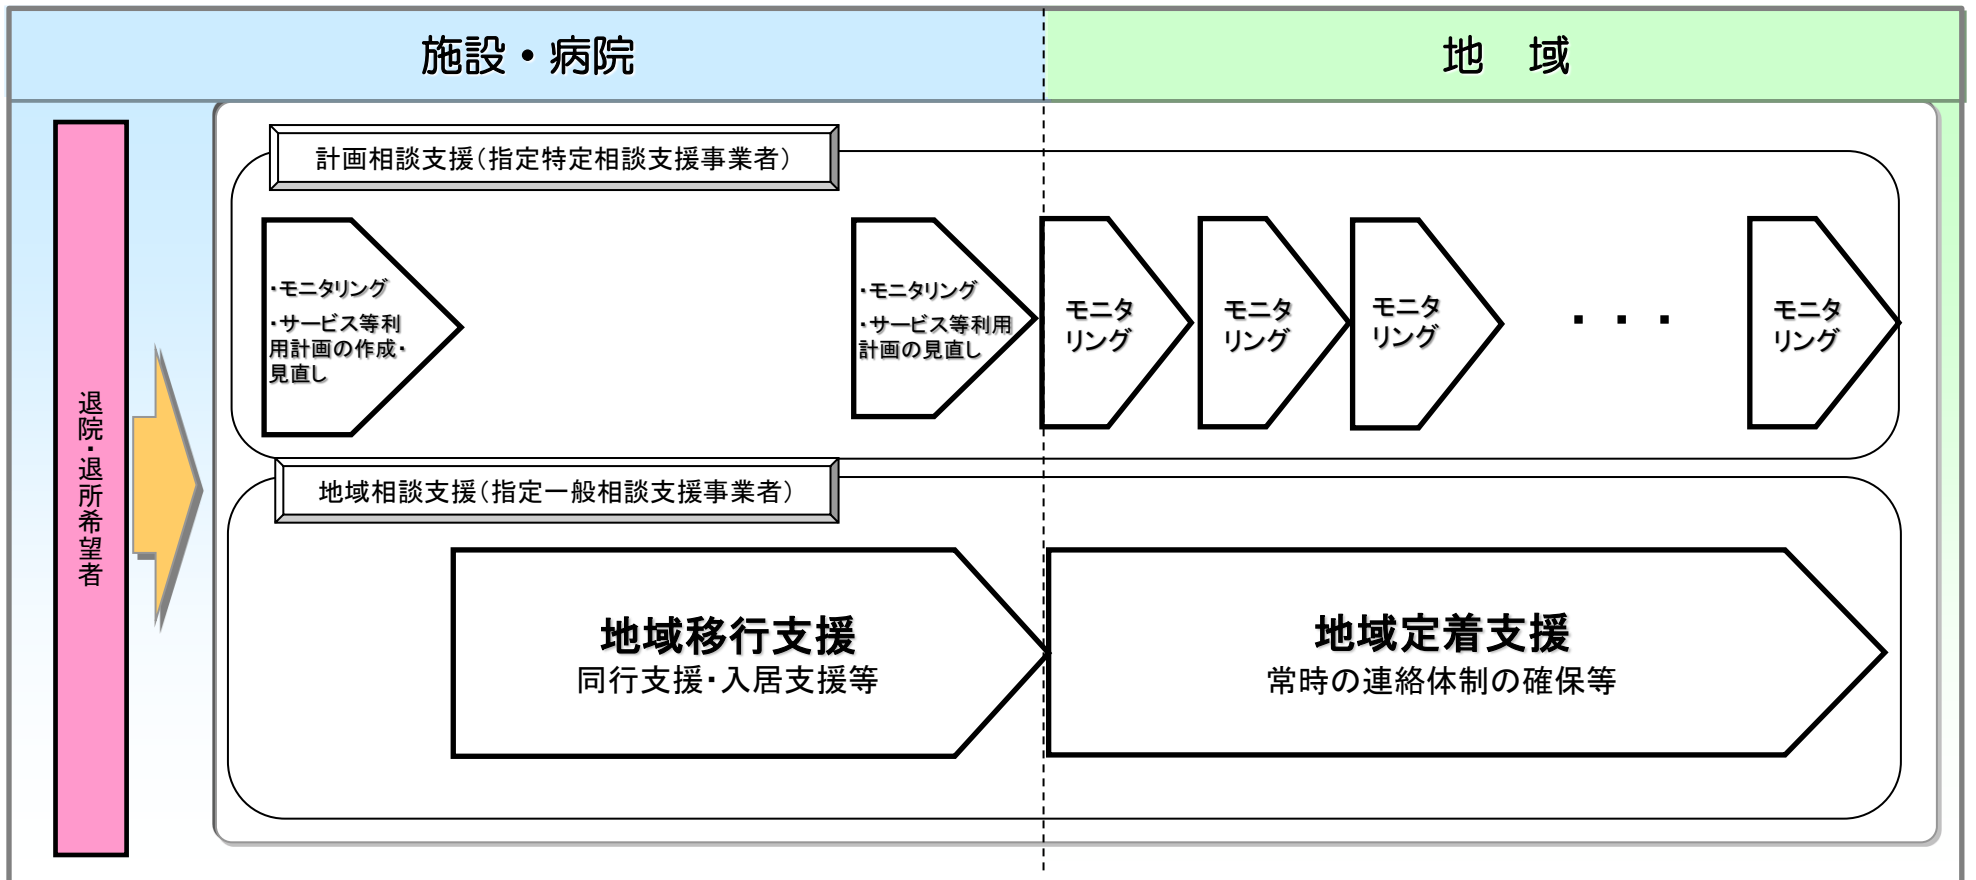 施設・病院
地　域
退院・退所希望者
計画相談支援（指定特定相談支援事業者）
・モニタリング
・サービス等利
用計画の作成・
見直し
・モニタリング
・サービス等利用
計画の見直し
モニタ
リング
モニタ
リング
モニタ
リング
・・・
モニタ
リング
地域相談支援（指定一般相談支援事業者）
地域移行支援
同行支援・入居支援等
地域定着支援
常時の連絡体制の確保等